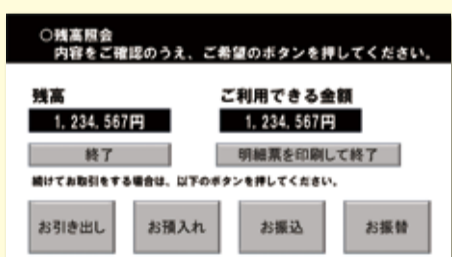 ○残高照会
内容をご確認のうえ、ご希望のボタンを押してください。
残高 ご利用できる金額
1,234,567円 1,234,567円
終了 明細票を印刷して終了
続けてお取引をする場合は、以下のボタンを押してください。
お引き出し お預入れ お振込 お振替